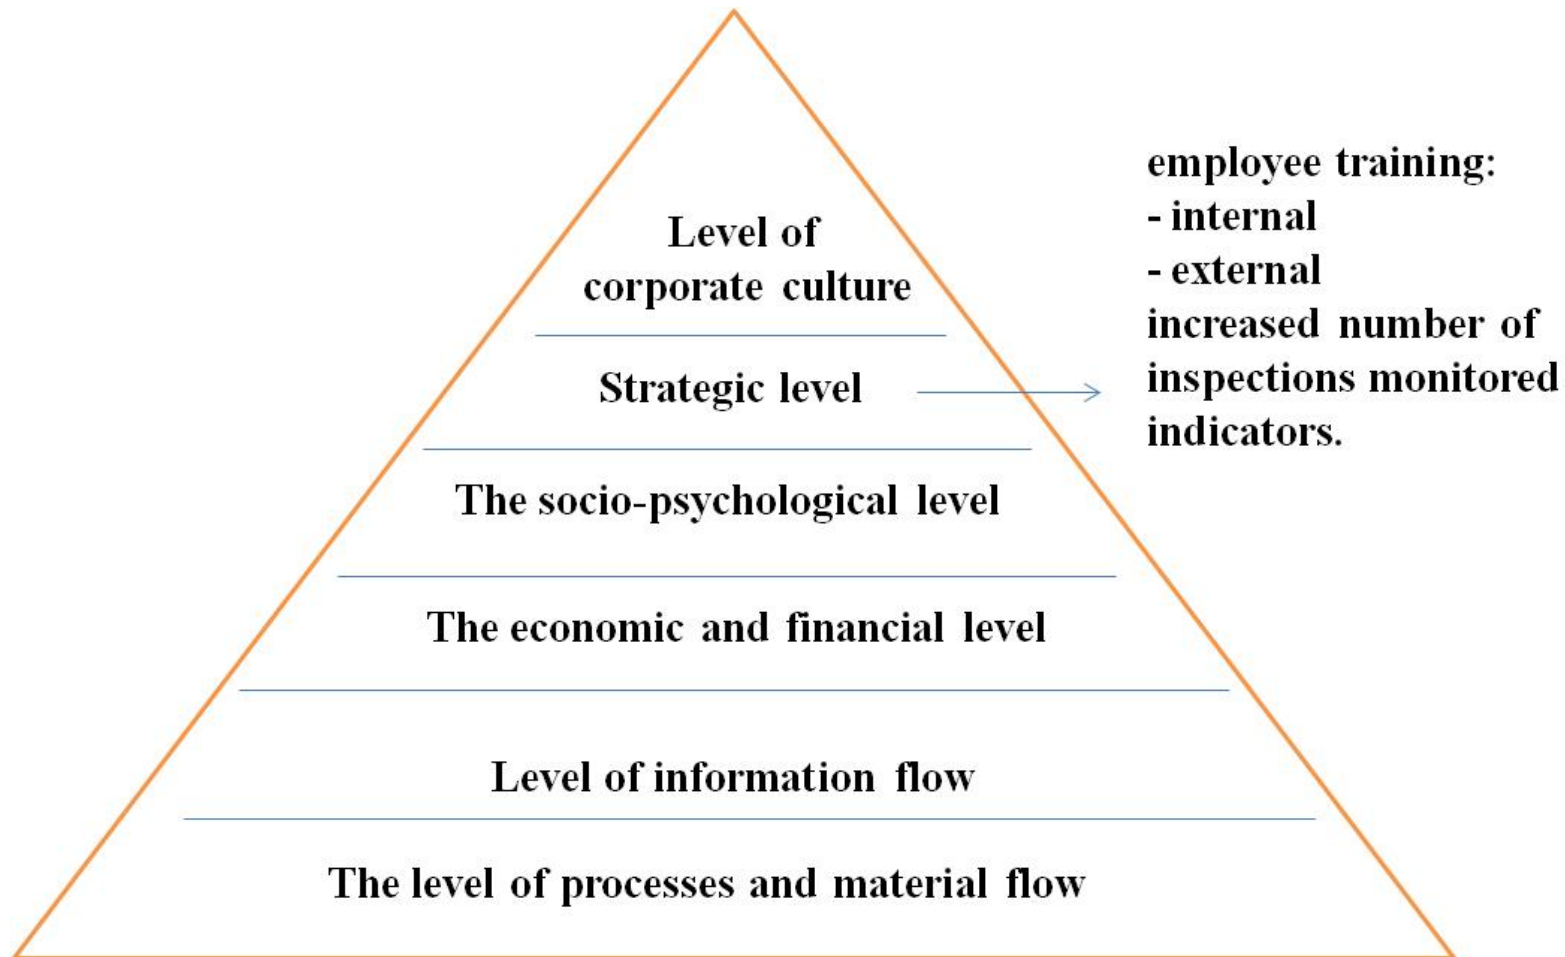 Level of
corporate culture
Strategic level
The socio-psychological level
The economic and financial level
Level of information flow
The level of processes and material flow
employee training:
- internal
- external
increased number of
inspections monitored
indicators.